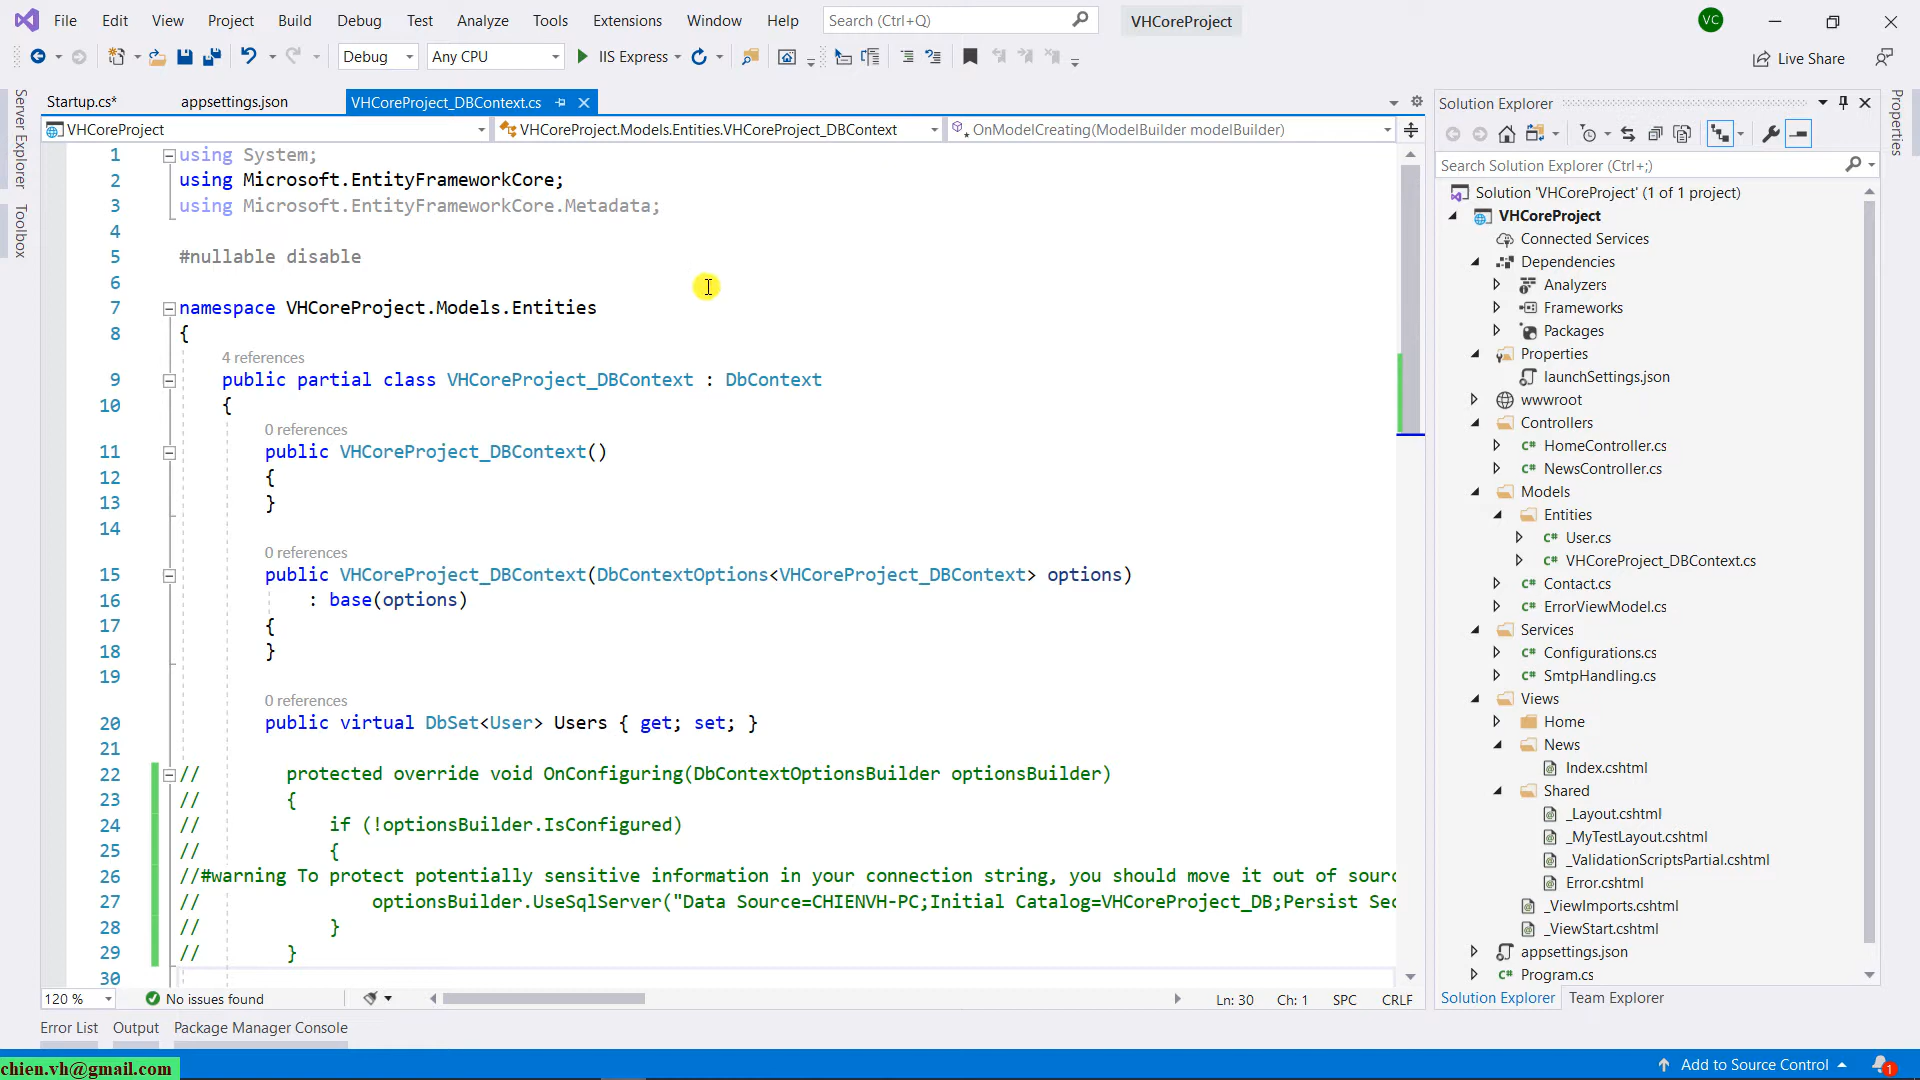 File Edit View Project Build Debug Test Analyze Tools Extensions Window Help Search (Ctrl+Q) VHCoreProject VC
Debug Any CPU IIS Express Live Share
Server Explorer
Toolbox
Startup.cs* appsettings.json VHCoreProject_DBContext.cs
VHCoreProject VHCoreProject.Models.Entities.VHCoreProject_DBContext OnModelCreating(ModelBuilder modelBuilder)
1 using System;
2 using Microsoft.EntityFrameworkCore;
3 using Microsoft.EntityFrameworkCore.Metadata;
4
5 #nullable disable
6
7 namespace VHCoreProject.Models.Entities
8 {
4 references
9 public partial class VHCoreProject_DBContext : DbContext
10 {
0 references
11 public VHCoreProject_DBContext()
12 {
13 }
14
0 references
15 public VHCoreProject_DBContext(DbContextOptions<VHCoreProject_DBContext> options)
16 : base(options)
17 {
18 }
19
0 references
20 public virtual DbSet<User> Users { get; set; }
21
22 // protected override void OnConfiguring(DbContextOptionsBuilder optionsBuilder)
23 // {
24 // if (!optionsBuilder.IsConfigured)
25 // {
26 //#warning To protect potentially sensitive information in your connection string, you should move it out of sourc
27 // optionsBuilder.UseSqlServer("Data Source=CHIENVH-PC;Initial Catalog=VHCoreProject_DB;Persist Sec
28 // }
29 // }
30
120 % No issues found Ln: 30 Ch: 1 SPC CRLF
Solution Explorer
Search Solution Explorer (Ctrl+;)
Solution 'VHCoreProject' (1 of 1 project)
VHCoreProject
Connected Services
Dependencies
Analyzers
Frameworks
Packages
Properties
launchSettings.json
wwwroot
Controllers
HomeController.cs
NewsController.cs
Models
Entities
User.cs
VHCoreProject_DBContext.cs
Contact.cs
ErrorViewModel.cs
Services
Configurations.cs
SmtpHandling.cs
Views
Home
News
Index.cshtml
Shared
_Layout.cshtml
_MyTestLayout.cshtml
_ValidationScriptsPartial.cshtml
Error.cshtml
_ViewImports.cshtml
_ViewStart.cshtml
appsettings.json
Program.cs
Solution Explorer Team Explorer
Properties
Error List Output Package Manager Console
chien.vh@gmail.com
Add to Source Control 1